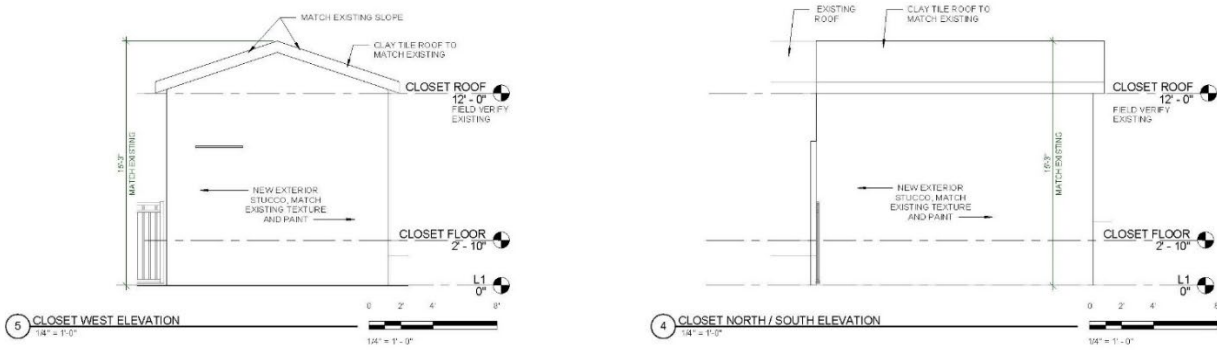 MATCH EXISTING SLOPE
CLAY TILE ROOF TO
MATCH EXISTING
CLOSET ROOF
12' - 0"
FIELD VERIFY
EXISTING
15'-3"
MATCH EXISTING
NEW EXTERIOR
STUCCO, MATCH
EXISTING TEXTURE
AND PAINT
CLOSET FLOOR
2' - 10"
L1
0"
5
CLOSET WEST ELEVATION
1/4" = 1'-0"
0 2' 4' 8'
1/4" = 1' - 0"
EXISTING
ROOF
CLAY TILE ROOF TO
MATCH EXISTING
CLOSET ROOF
12' - 0"
FIELD VERIFY
EXISTING
15'-3"
MATCH EXISTING
NEW EXTERIOR
STUCCO, MATCH
EXISTING TEXTURE
AND PAINT
CLOSET FLOOR
2' - 10"
L1
0"
4
CLOSET NORTH / SOUTH ELEVATION
1/4" = 1'-0"
0 2' 4'
1/4" = 1' - 0"